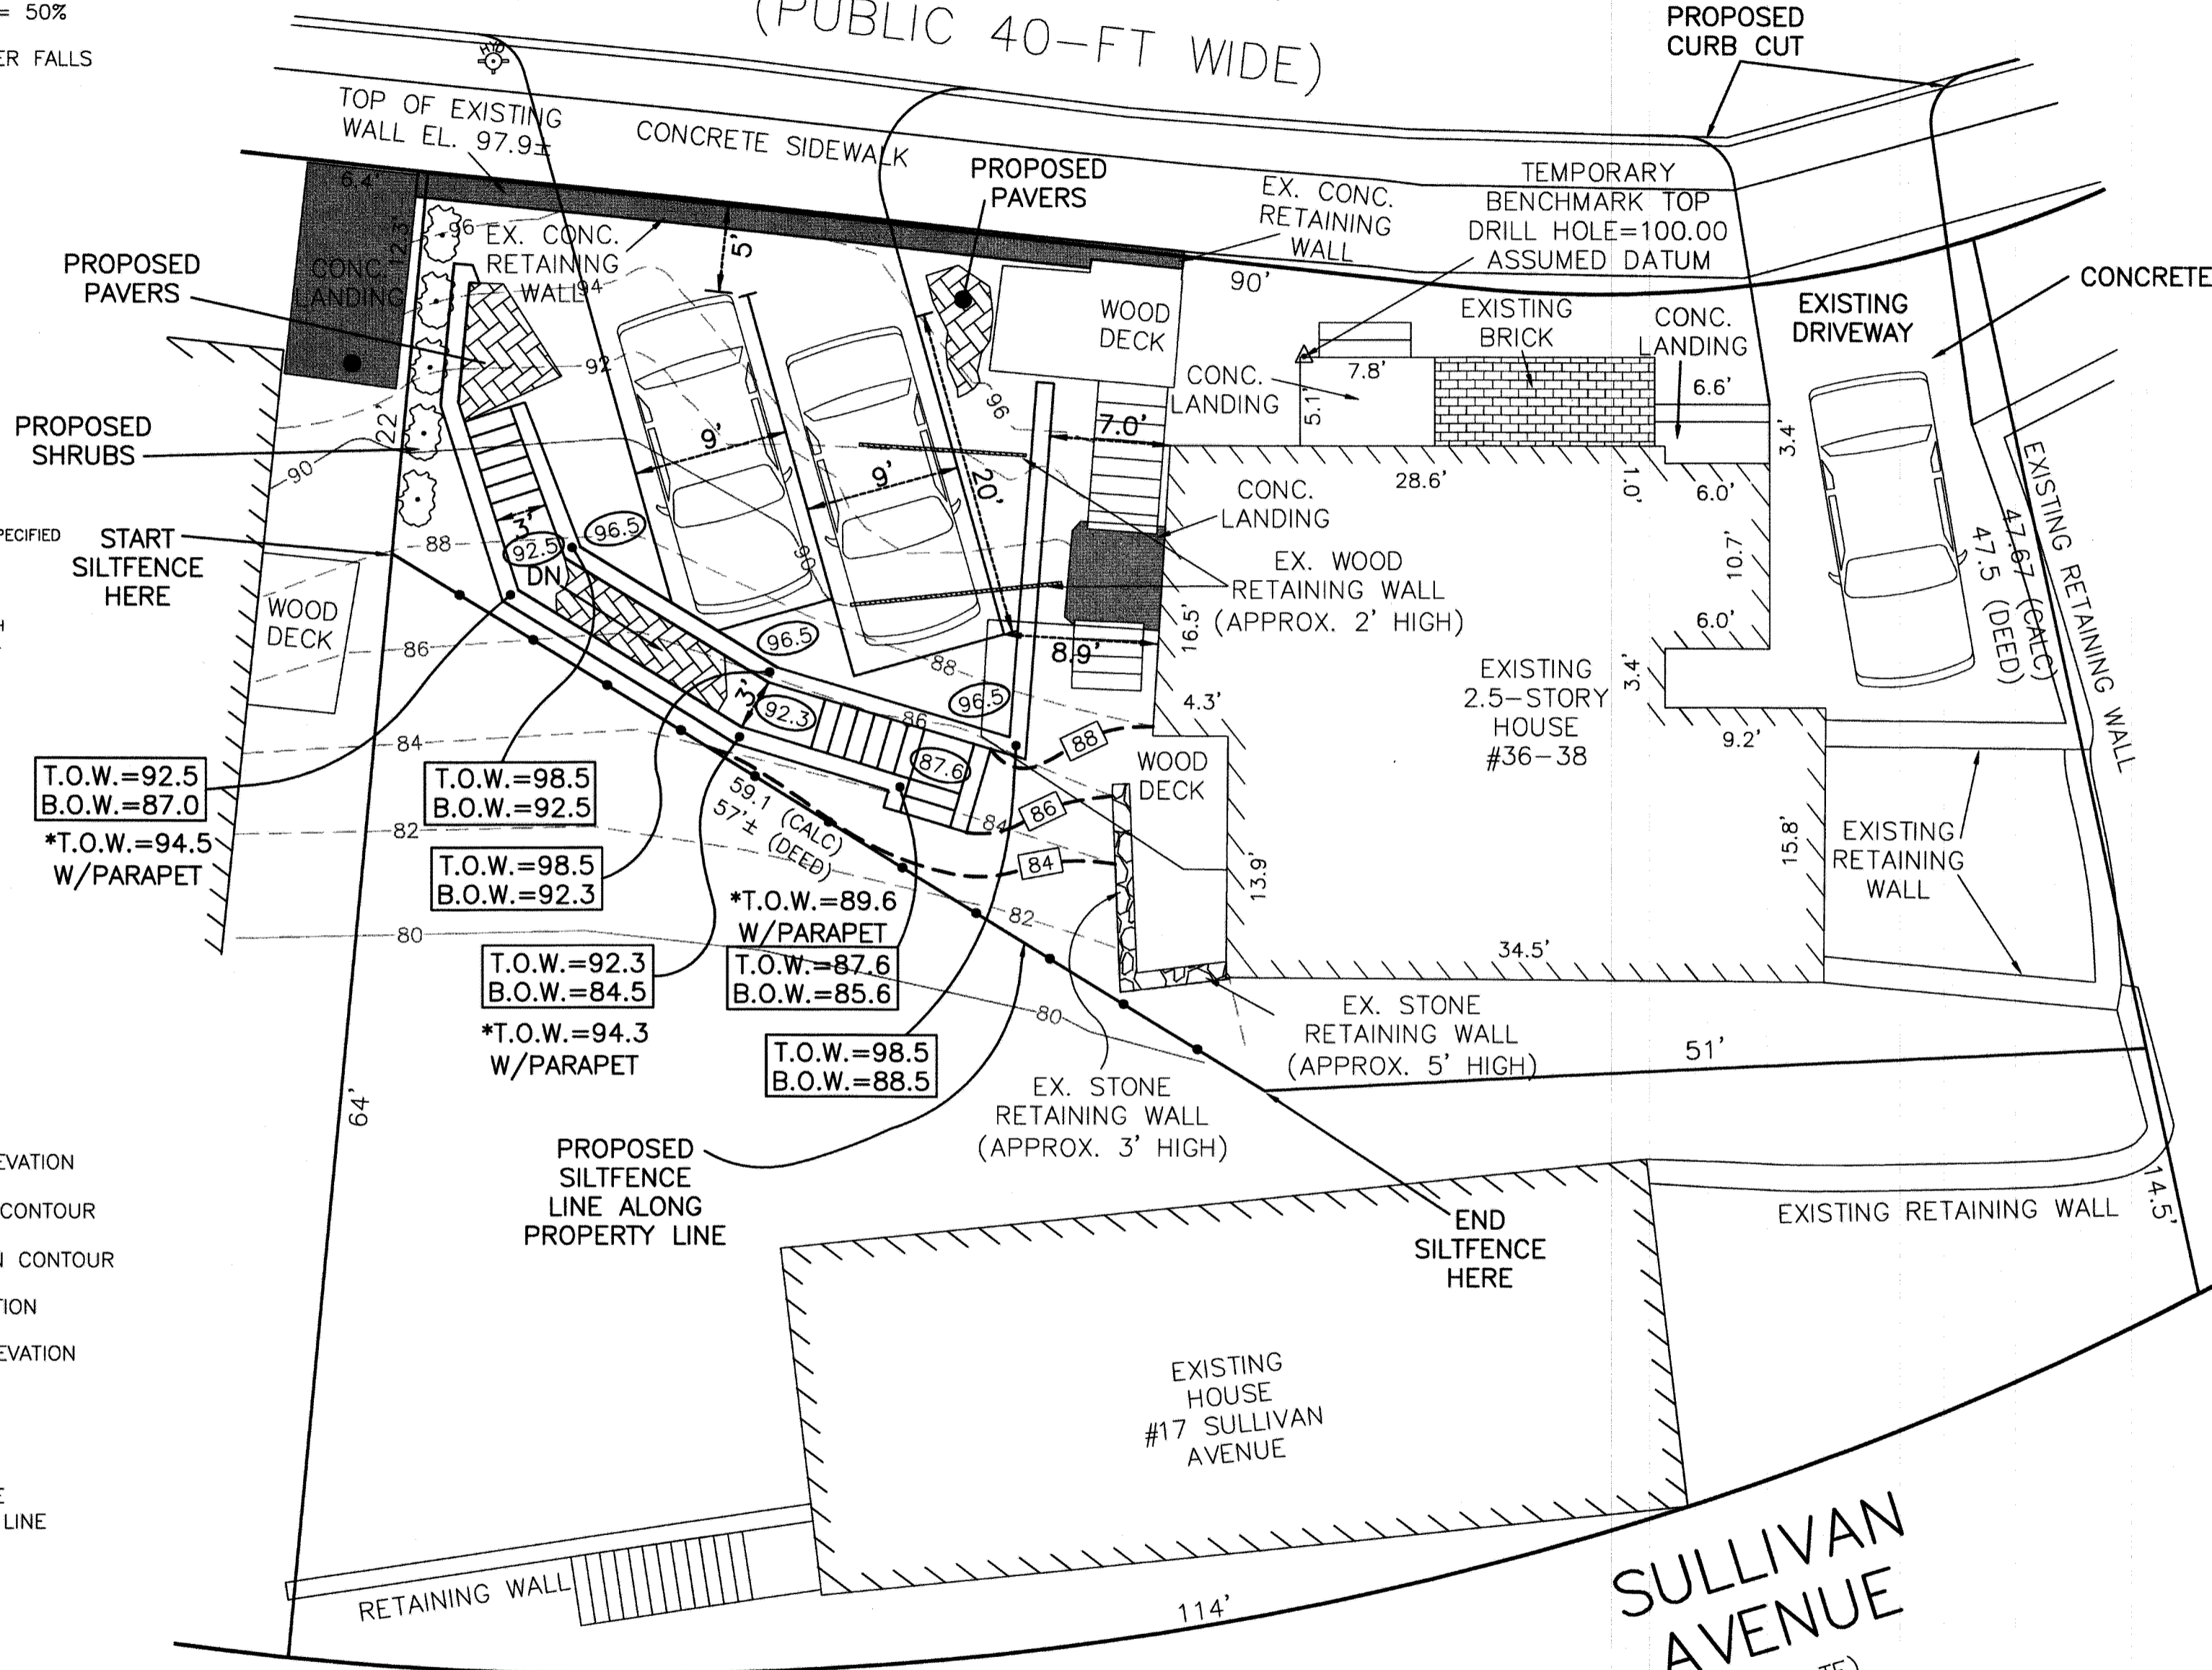 = 50%
ER FALLS
(PUBLIC 40-FT WIDE)
PROPOSED
CURB CUT
HYD
TOP OF EXISTING
WALL EL. 97.9±
CONCRETE SIDEWALK
PROPOSED
PAVERS
EX. CONC.
RETAINING
WALL
TEMPORARY
BENCHMARK TOP
DRILL HOLE=100.00
ASSUMED DATUM
6.4'
12.3'
CONC.
LANDING
96
EX. CONC.
RETAINING
WALL
94
5'
90'
CONCRETE
PROPOSED
PAVERS
WOOD
DECK
EXISTING
BRICK
CONC.
LANDING
EXISTING
DRIVEWAY
92
7.8'
6.6'
CONC.
LANDING
5.1'
96
7.0'
3.4'
PROPOSED
SHRUBS
22'
90
9'
9'
20'
28.6'
1.0'
6.0'
CONC.
LANDING
EXISTING RETAINING WALL
47.67 (CALC)
47.5 (DEED)
PECIFIED
START
SILTFENCE
HERE
88
3'
92.5
96.5
DN
90
EX. WOOD
RETAINING WALL
(APPROX. 2' HIGH)
10.7'
WOOD
DECK
86
96.5
88
8.9'
16.5'
6.0'
3.4'
EXISTING
2.5-STORY
HOUSE
#36-38
3'
92.3
96.5
86
4.3'
88
9.2'
84
87.6
WOOD
DECK
T.O.W.=92.5
B.O.W.=87.0
*T.O.W.=94.5
W/PARAPET
T.O.W.=98.5
B.O.W.=92.5
59.1 (CALC)
57'± (DEED)
86
84
82
84
EXISTING
RETAINING
WALL
15.8'
13.9'
T.O.W.=98.5
B.O.W.=92.3
*T.O.W.=89.6
W/PARAPET
82
80
34.5'
T.O.W.=92.3
B.O.W.=84.5
*T.O.W.=94.3
W/PARAPET
T.O.W.=87.6
B.O.W.=85.6
80
EX. STONE
RETAINING WALL
(APPROX. 5' HIGH)
51'
T.O.W.=98.5
B.O.W.=88.5
EX. STONE
RETAINING WALL
(APPROX. 3' HIGH)
64'
PROPOSED
SILTFENCE
LINE ALONG
PROPERTY LINE
EVATION
CONTOUR
CONTOUR
TION
EVATION
LINE
END
SILTFENCE
HERE
EXISTING RETAINING WALL
14.5'
EXISTING
HOUSE
#17 SULLIVAN
AVENUE
RETAINING WALL
114'
SULLIVAN
AVENUE